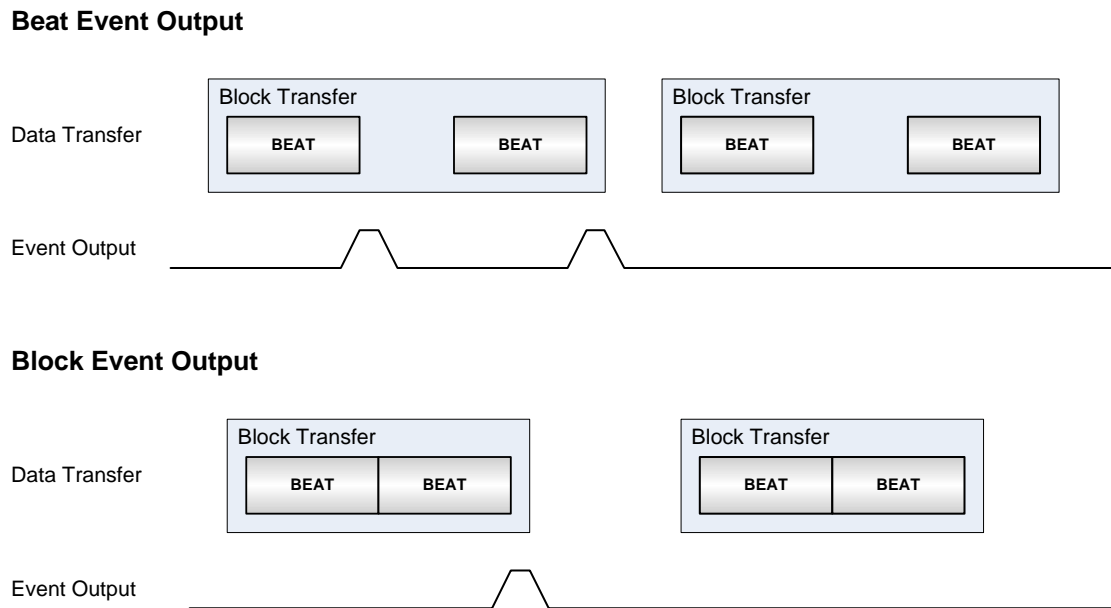 Beat Event Output
Block Transfer
Block Transfer
Data Transfer
BEAT
BEAT
BEAT
BEAT
Event Output
Block Event Output
Block Transfer
Block Transfer
Data Transfer
BEAT
BEAT
BEAT
BEAT
Event Output